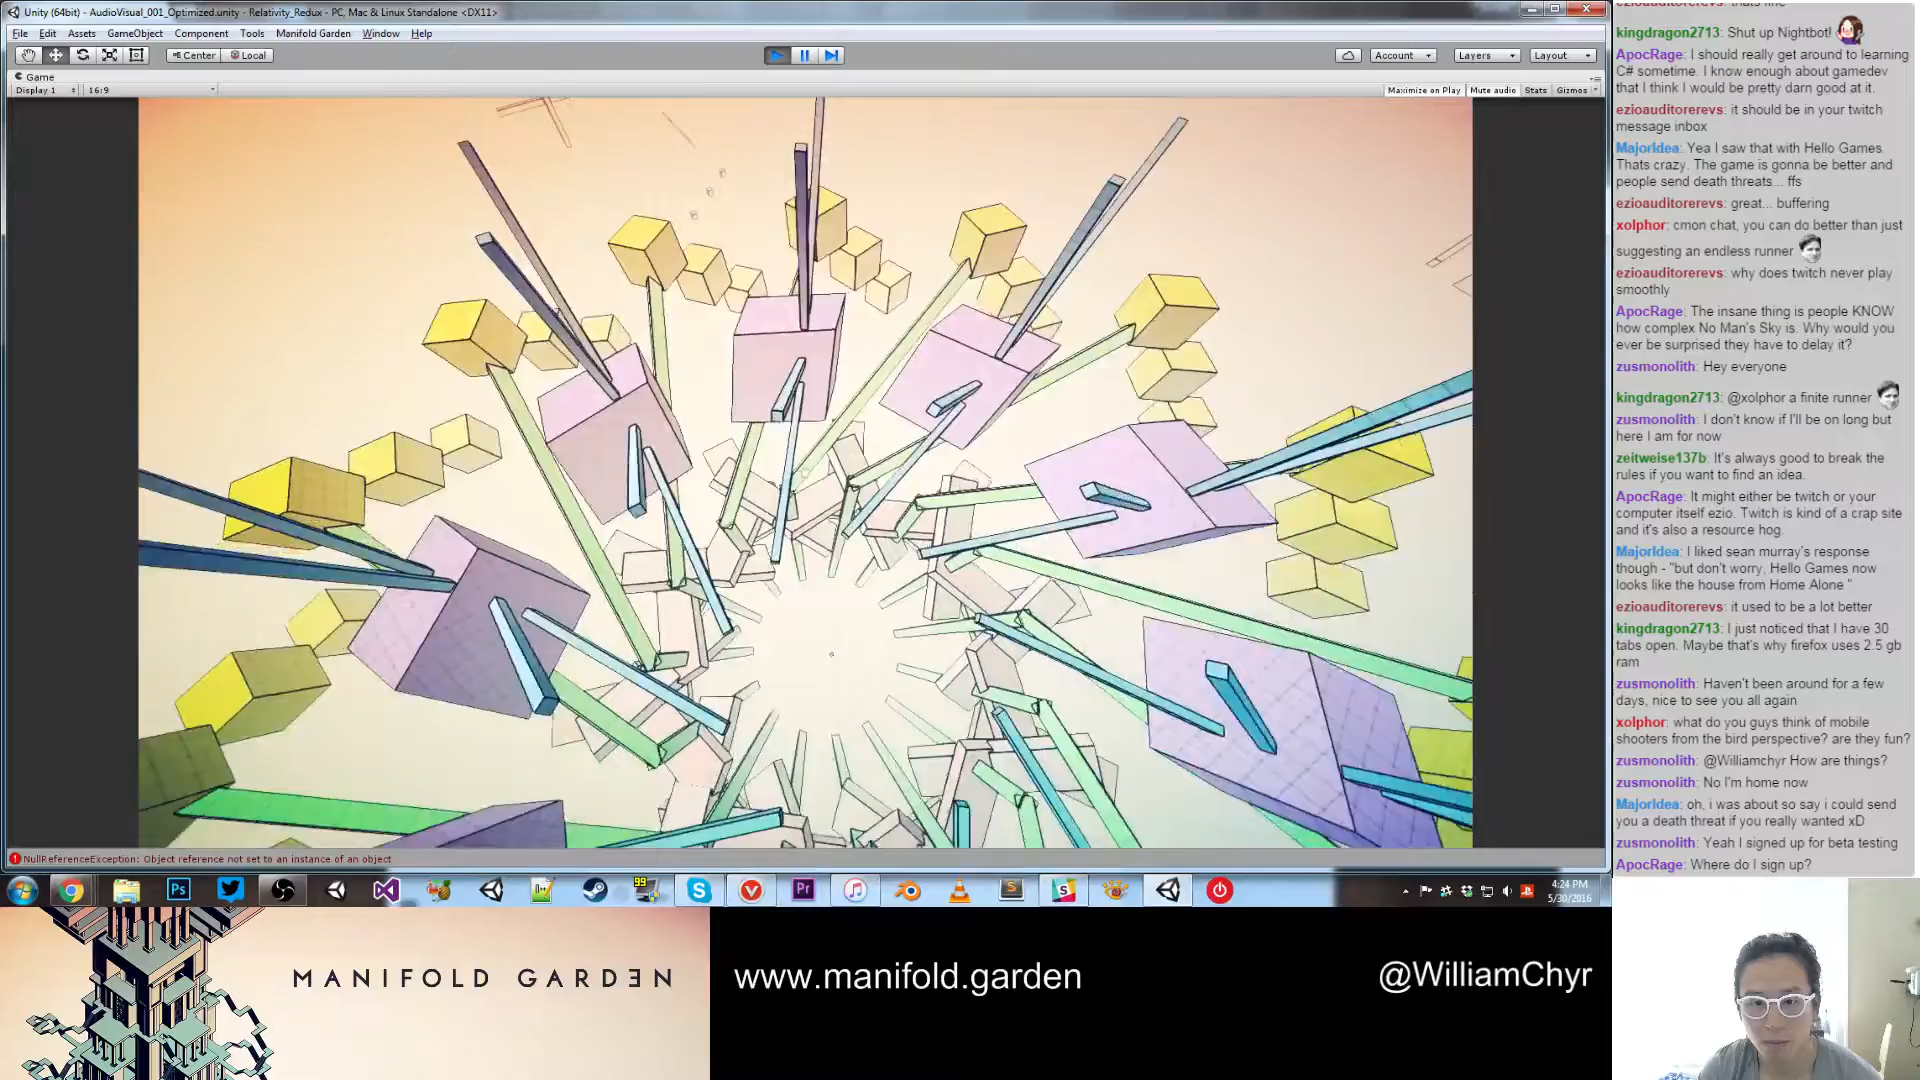 Unity (64bit) - AudioVisual_001_Optimized.unity - Relativity_Redux - PC, Mac & Linux Standalone <DX11>
File Edit Assets GameObject Component Tools Manifold Garden Window Help
Center Local Account Layers Layout
Game
Display 1 16:9 Maximize on Play Mute audio Stats Gizmos
NullReferenceException: Object reference not set to an instance of an object
99
4:24 PM
5/30/2016
MANIFOLD GARDƎN
www.manifold.garden
@WilliamChyr
ezioauditorerevs: thats fine
kingdragon2713: Shut up Nightbot!
ApocRage: I should really get around to learning
C# sometime. I know enough about gamedev
that I think I would be pretty darn good at it.
ezioauditorerevs: it should be in your twitch
message inbox
MajorIdea: Yea I saw that with Hello Games.
Thats crazy. The game is gonna be better and
people send death threats... ffs
ezioauditorerevs: great... buffering
xolphor: cmon chat, you can do better than just
suggesting an endless runner
ezioauditorerevs: why does twitch never play
smoothly
ApocRage: The insane thing is people KNOW
how complex No Man's Sky is. Why would you
ever be surprised they have to delay it?
zusmonolith: Hey everyone
kingdragon2713: @xolphor a finite runner
zusmonolith: I don't know if I'll be on long but
here I am for now
zeitweise137b: It's always good to break the
rules if you want to find an idea.
ApocRage: It might either be twitch or your
computer itself ezio. Twitch is kind of a crap site
and it's also a resource hog.
MajorIdea: I liked sean murray's response
though - "but don't worry, Hello Games now
looks like the house from Home Alone "
ezioauditorerevs: it used to be a lot better
kingdragon2713: I just noticed that I have 30
tabs open. Maybe that's why firefox uses 2.5 gb
ram
zusmonolith: Haven't been around for a few
days, nice to see you all again
xolphor: what do you guys think of mobile
shooters from the bird perspective? are they fun?
zusmonolith: @Williamchyr How are things?
zusmonolith: No I'm home now
MajorIdea: oh, i was about so say i could send
you a death threat if you really wanted xD
zusmonolith: Yeah I signed up for beta testing
ApocRage: Where do I sign up?